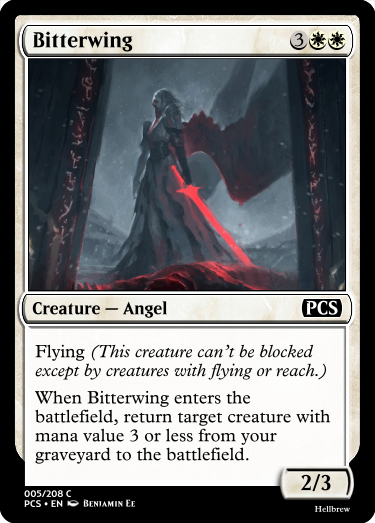 Bitterwing 3
Creature — Angel PCS
Flying (This creature can't be blocked
except by creatures with flying or reach.)
When Bitterwing enters the
battlefield, return target creature with
mana value 3 or less from your
graveyard to the battlefield.
2/3
005/208 C
PCS • EN Benjamin Ee
Hellbrew